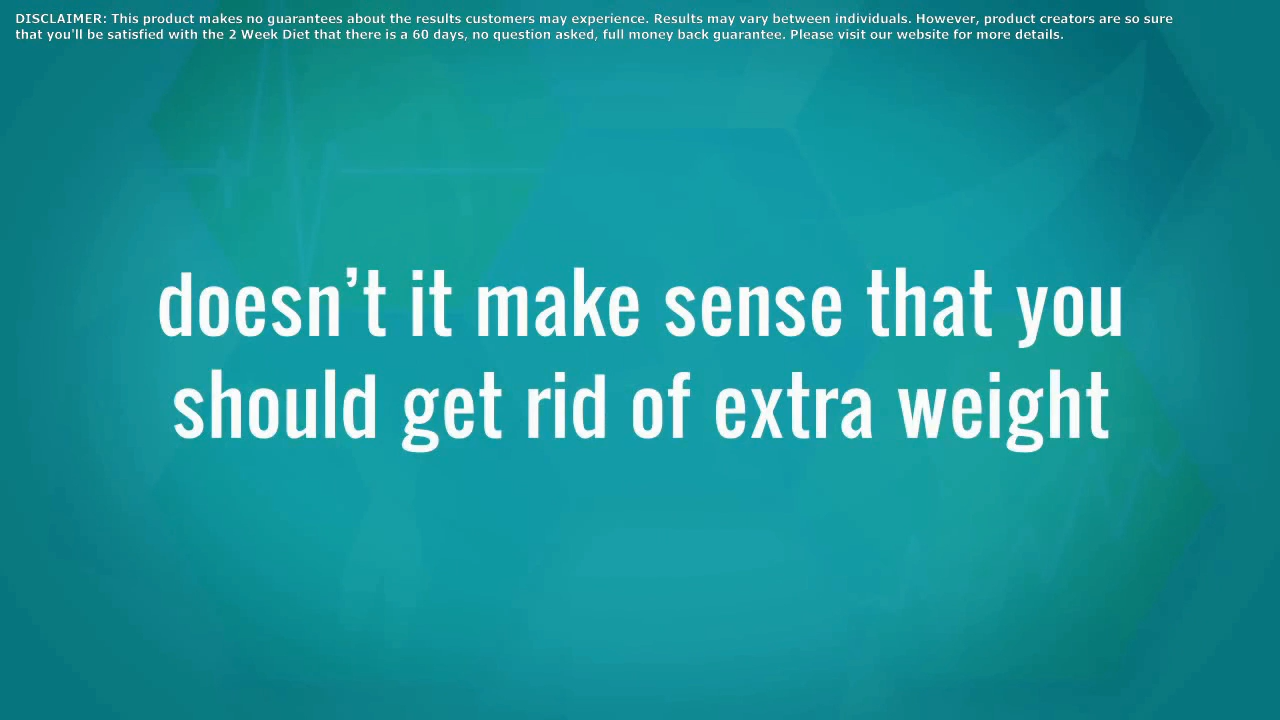 DISCLAIMER: This product makes no guarantees about the results customers may experience. Results may vary between individuals. However, product creators are so sure
that you'll be satisfied with the 2 Week Diet that there is a 60 days, no question asked, full money back guarantee. Please visit our website for more details.
doesn’t it make sense that you
should get rid of extra weight